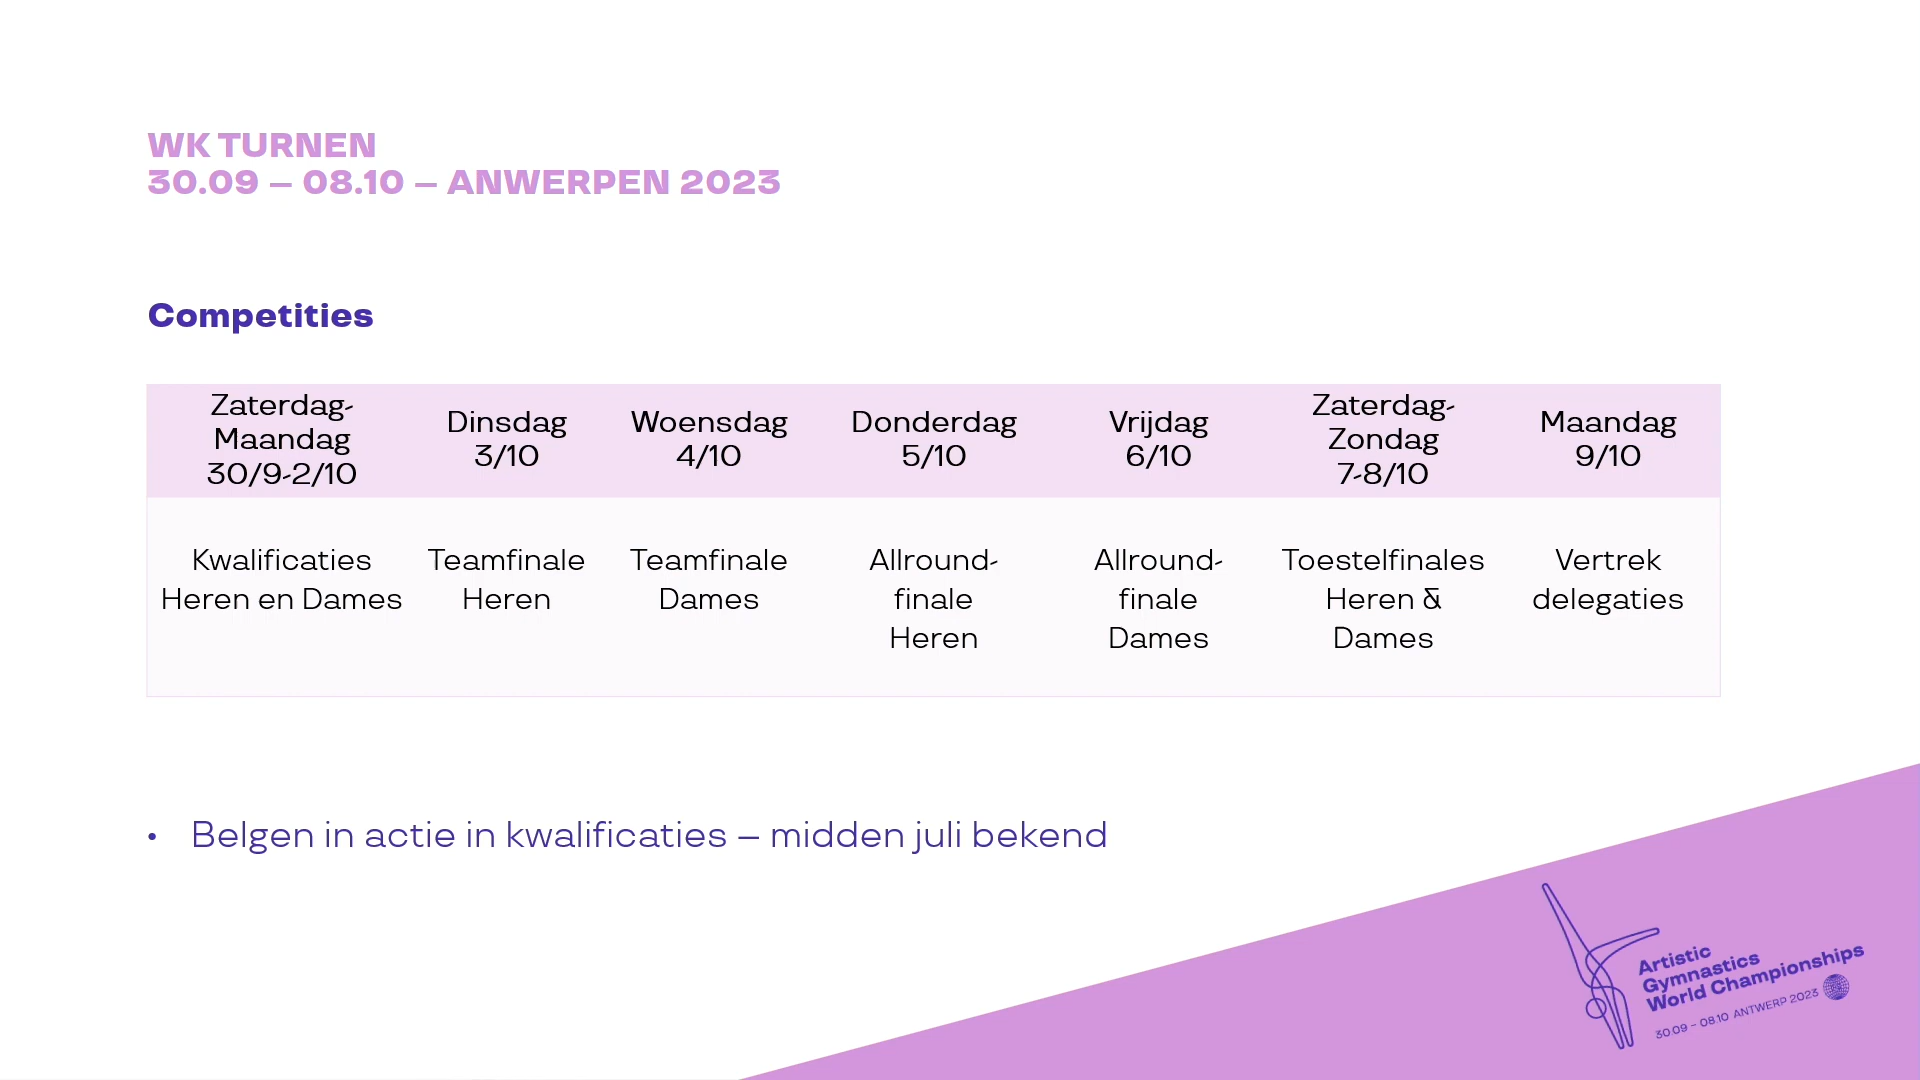 WK TURNEN
30.09 – 08.10 – ANWERPEN 2023
Competities
Zaterdag-
Maandag
30/9-2/10
Dinsdag
3/10
Woensdag
4/10
Donderdag
5/10
Vrijdag
6/10
Zaterdag-
Zondag
7-8/10
Maandag
9/10
Kwalificaties
Heren en Dames
Teamfinale
Heren
Teamfinale
Dames
Allround-
finale
Heren
Allround-
finale
Dames
Toestelfinales
Heren &
Dames
Vertrek
delegaties
• Belgen in actie in kwalificaties – midden juli bekend
Artistic
Gymnastics
World Championships
30.09 – 08.10 ANTWERP 2023